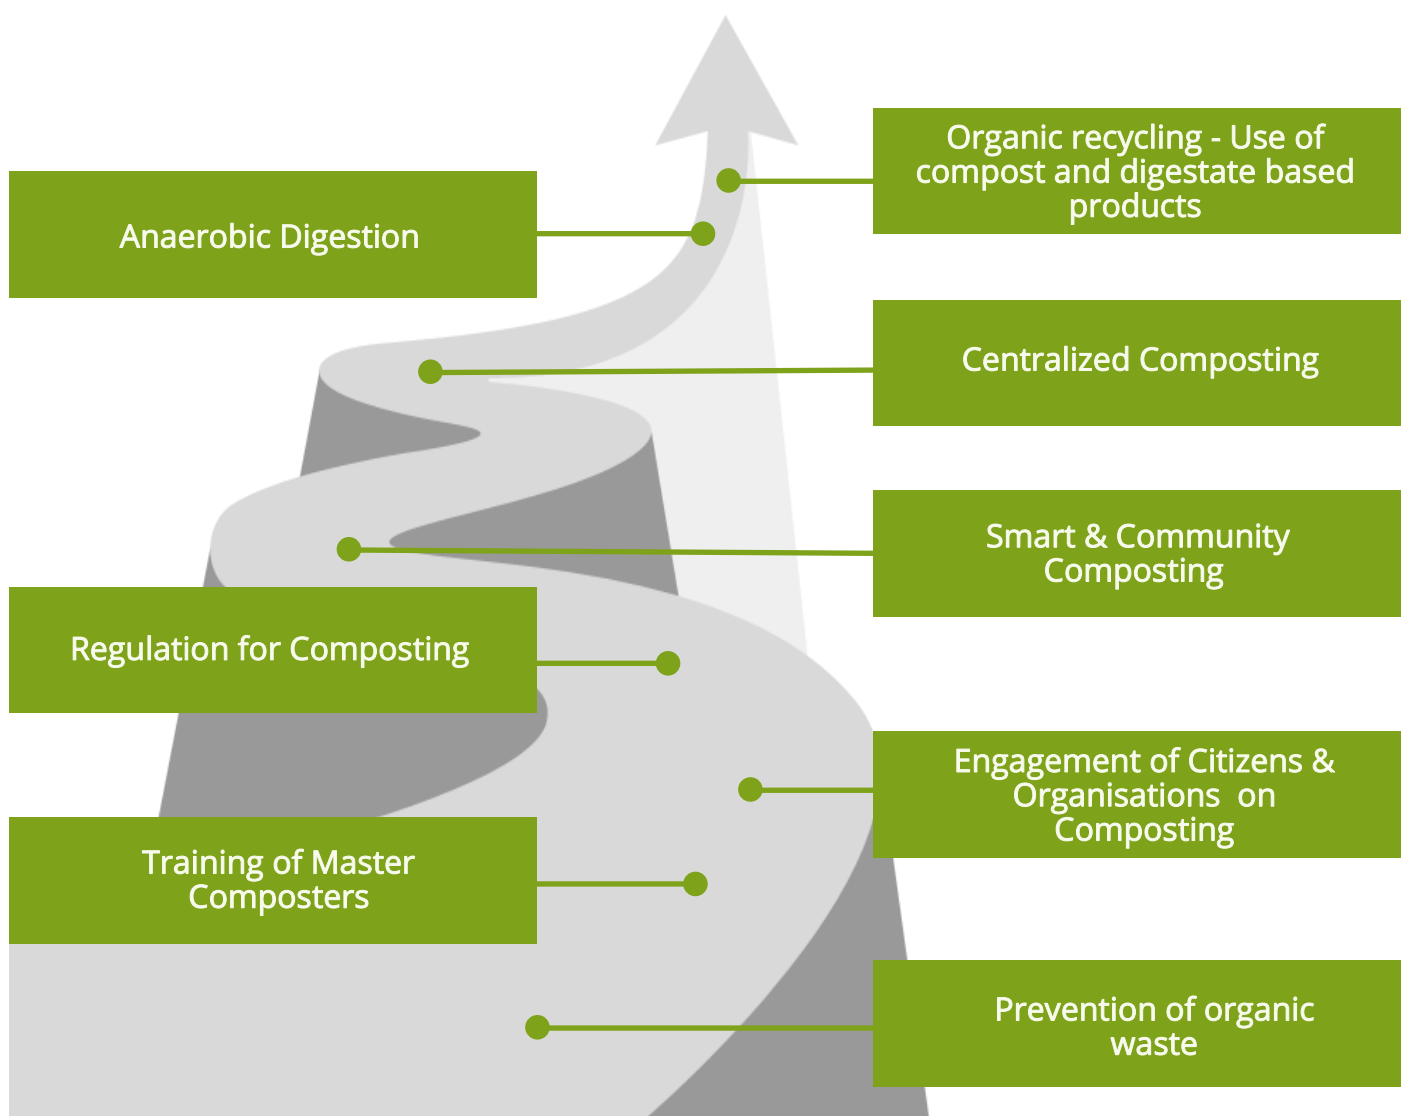 Organic recycling - Use of
compost and digestate based
products
Anaerobic Digestion
Centralized Composting
Smart & Community
Composting
Regulation for Composting
Engagement of Citizens &
Organisations  on
Composting
Training of Master
Composters
Prevention of organic
waste